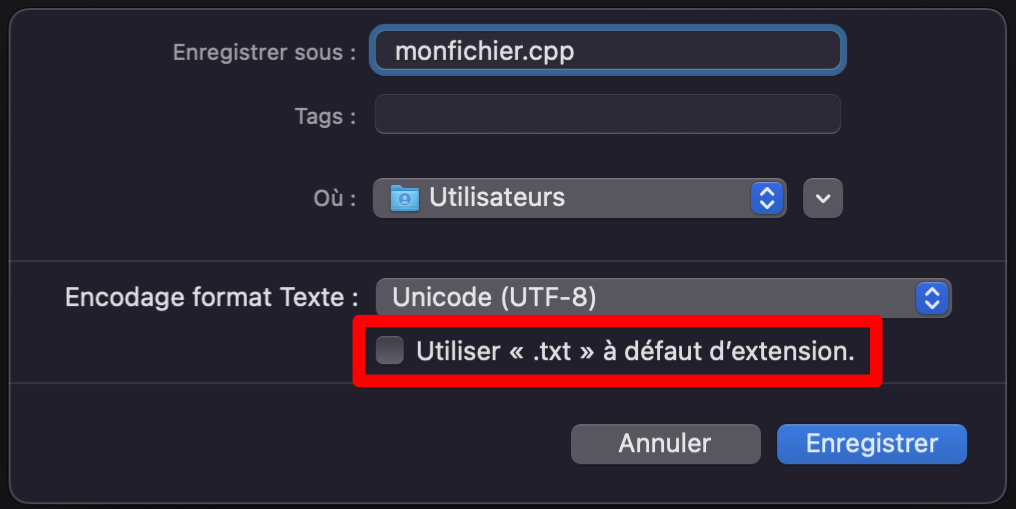 Enregistrer sous : monfichier.cpp
Tags :
Où : Utilisateurs
Encodage format Texte : Unicode (UTF-8)
Utiliser « .txt » à défaut d’extension.
Annuler Enregistrer